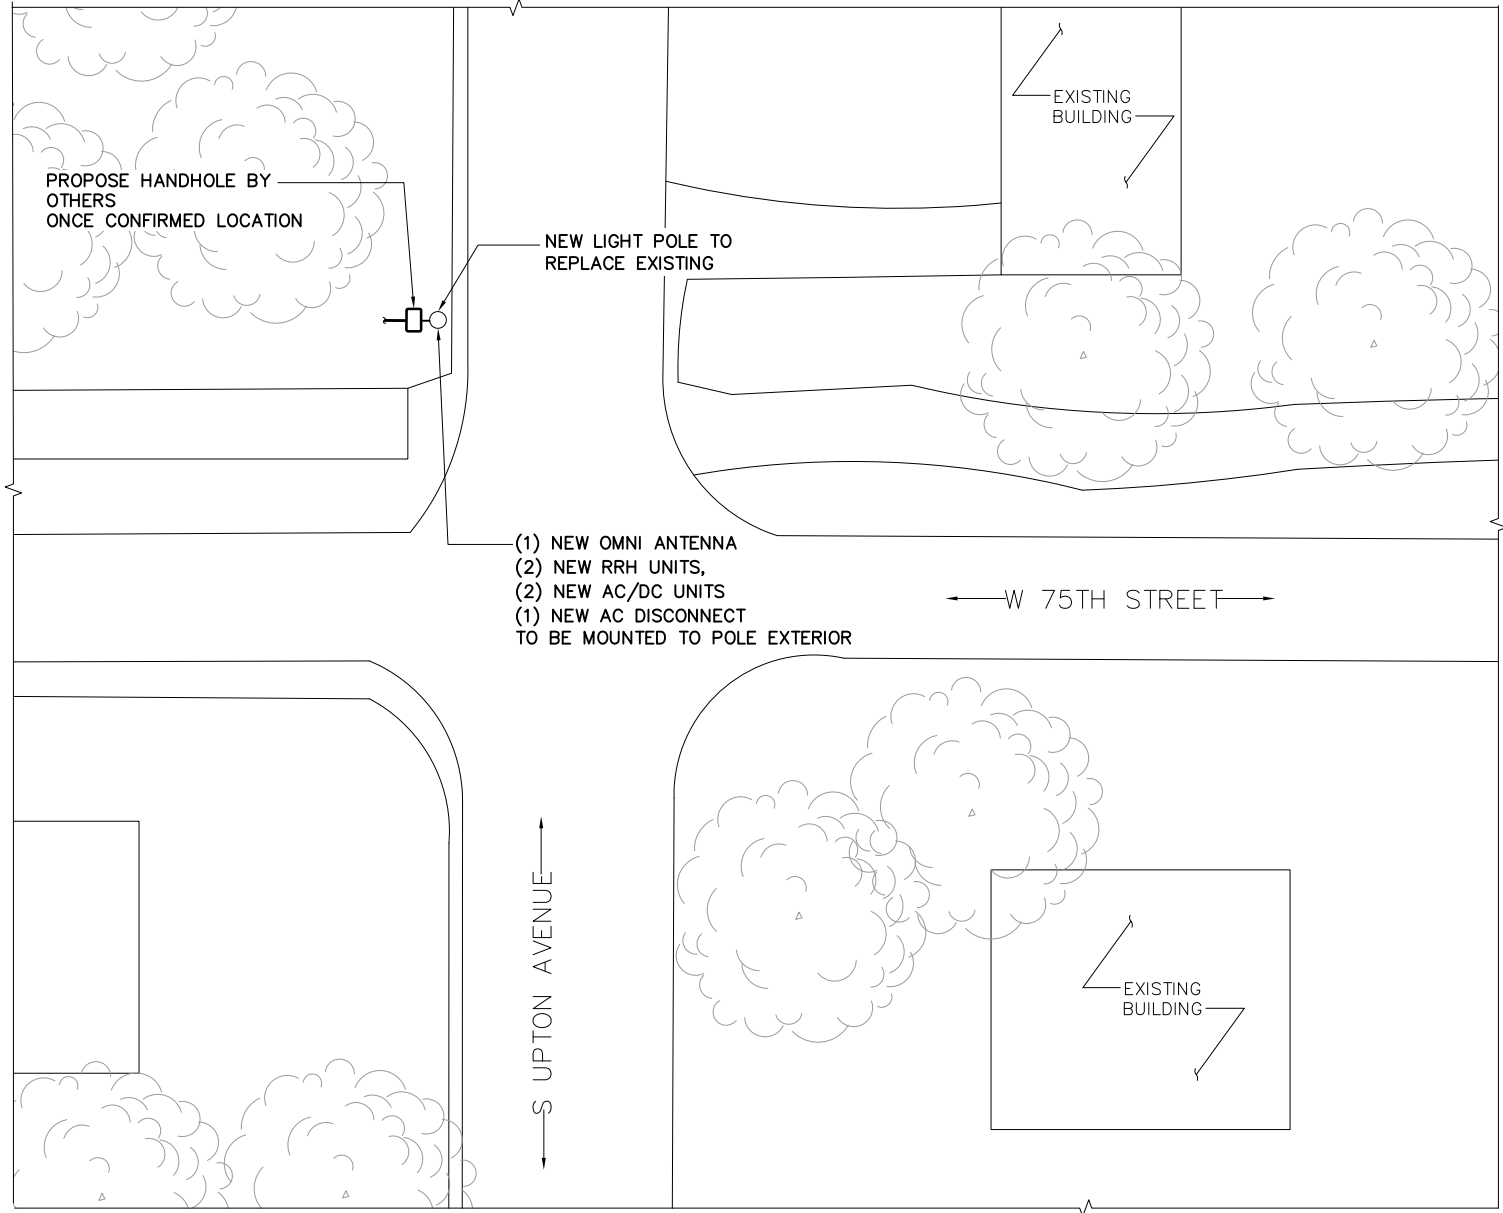 EXISTING
BUILDING
PROPOSE HANDHOLE BY
OTHERS
ONCE CONFIRMED LOCATION
NEW LIGHT POLE TO
REPLACE EXISTING
(1) NEW OMNI ANTENNA
(2) NEW RRH UNITS,
(2) NEW AC/DC UNITS
(1) NEW AC DISCONNECT
TO BE MOUNTED TO POLE EXTERIOR
W 75TH STREET
S UPTON AVENUE
EXISTING
BUILDING